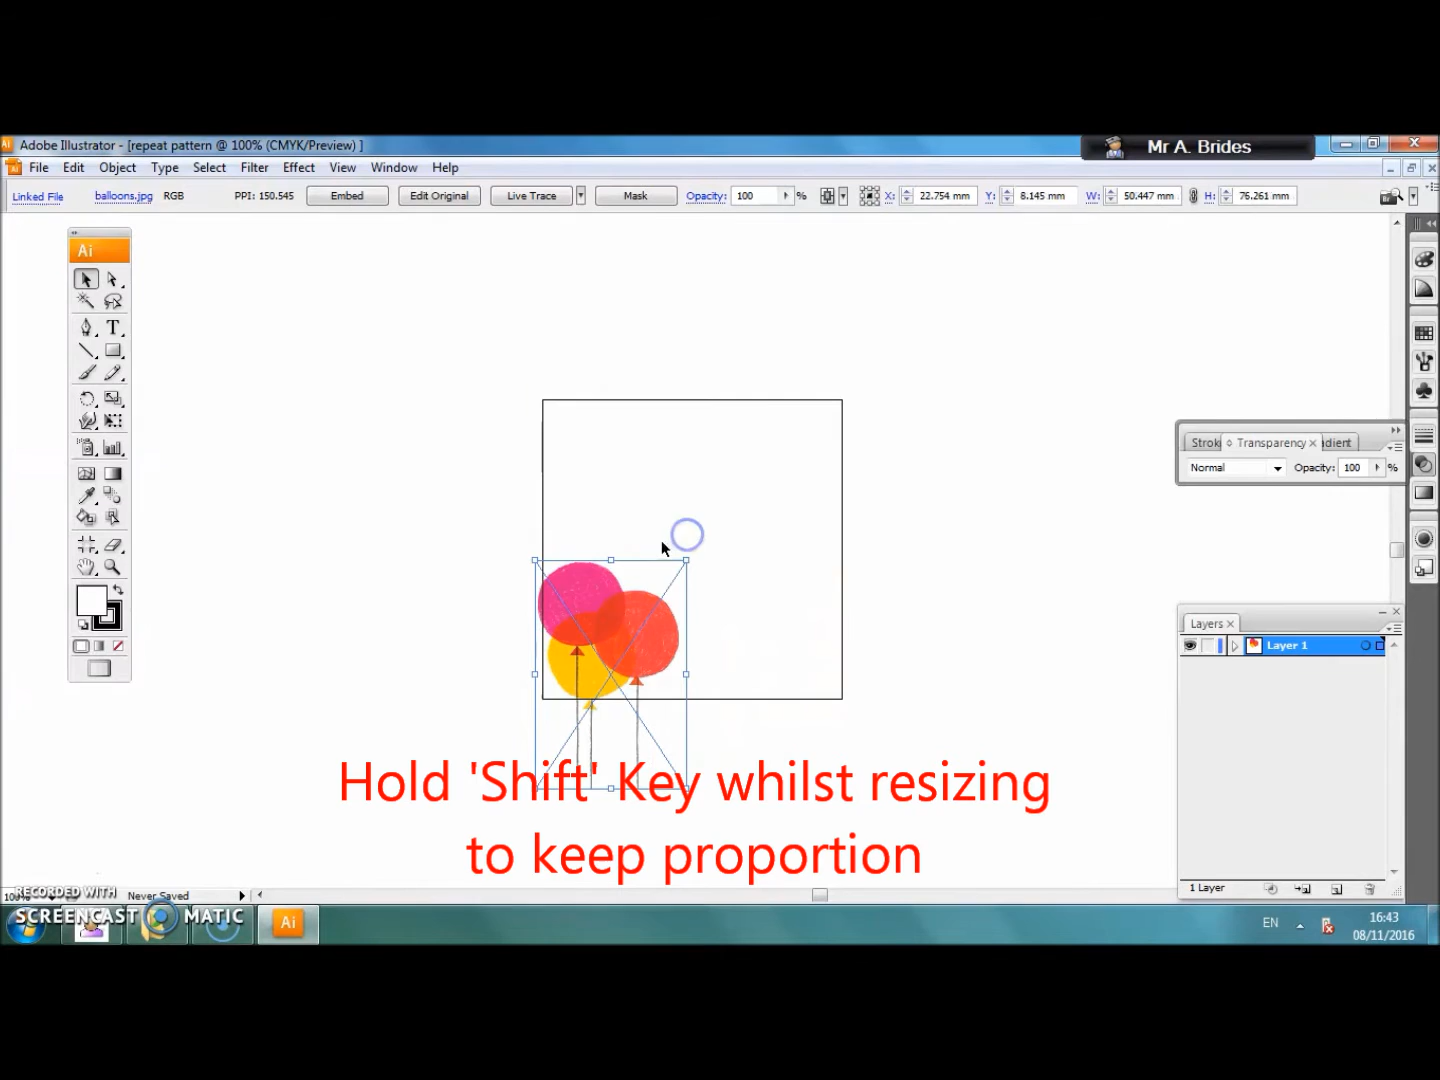 Adobe Illustrator - [repeat pattern @ 100% (CMYK/Preview) ]
Mr A. Brides
File Edit Object Type Select Filter Effect View Window Help
Linked File balloons.jpg RGB PPI: 150.545 Embed Edit Original Live Trace Mask Opacity: 100 % X: 22.754 mm Y: 8.145 mm W: 50.447 mm H: 76.261 mm
Ai
Transparency
Normal Opacity: 100 %
Layers
Layer 1
Hold 'Shift' Key whilst resizing
to keep proportion
1 Layer
Never Saved
RECORDED WITH
SCREENCAST MATIC
Ai
EN
16:43
08/11/2016